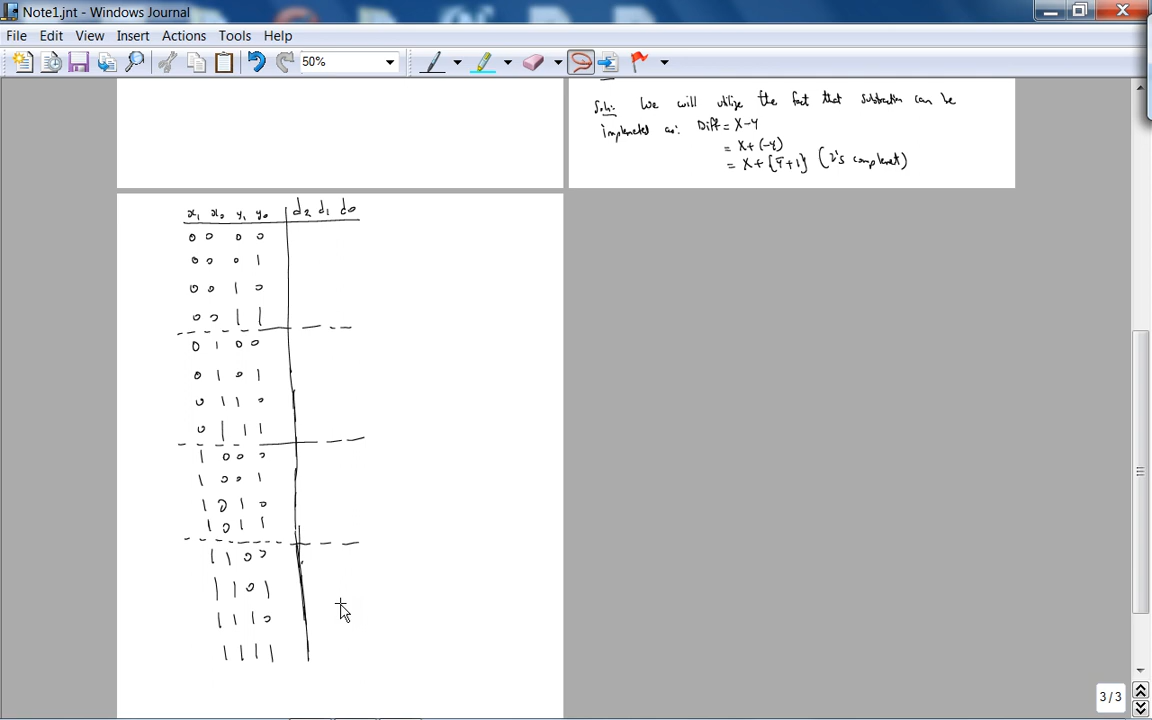 Note1.jnt - Windows Journal
File Edit View Insert Actions Tools Help
50%
Soln: We will utilize the fact that subtraction can be
implemented as: Diff = X-Y
= X+(-Y)
= X+{Ȳ+1} (2's complement)
x₁ x₀ y₁ y₀ d₂ d₁ d₀
0 0 0 0
0 0 0 1
0 0 1 0
0 0 1 1
0 1 0 0
0 1 0 1
0 1 1 0
0 1 1 1
1 0 0 0
1 0 0 1
1 0 1 0
1 0 1 1
1 1 0 0
1 1 0 1
1 1 1 0
1 1 1 1
3/3